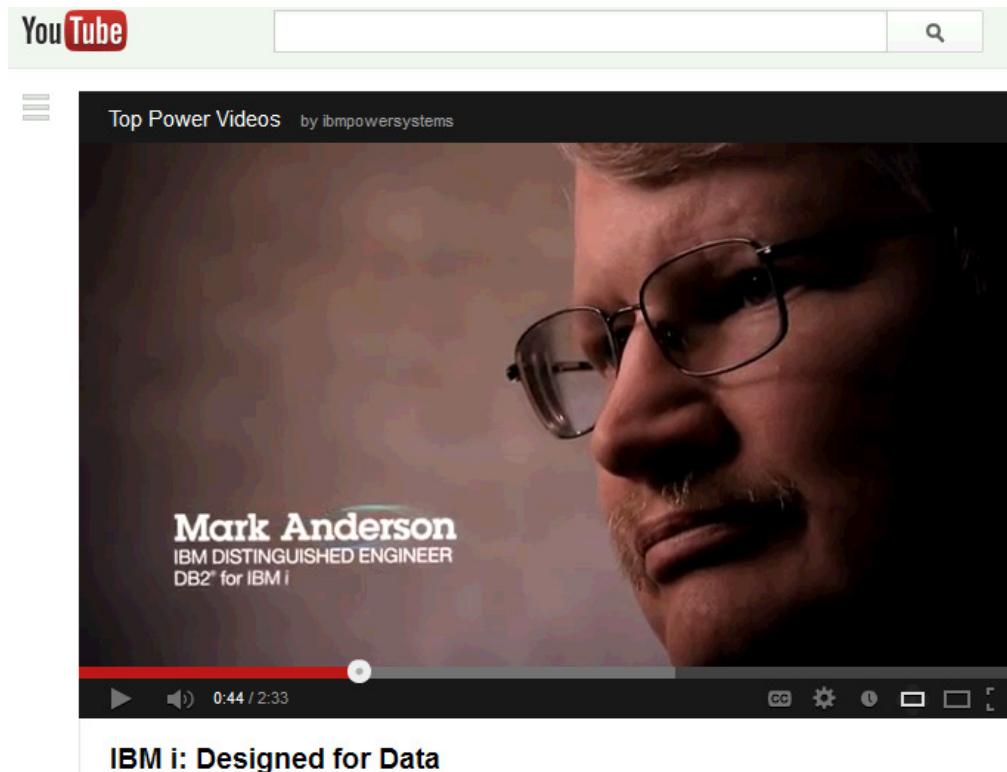 YouTube
Top Power Videos by ibmpowersystems
Mark Anderson
IBM DISTINGUISHED ENGINEER
DB2® for IBM i
0:44 / 2:33
CC
IBM i: Designed for Data